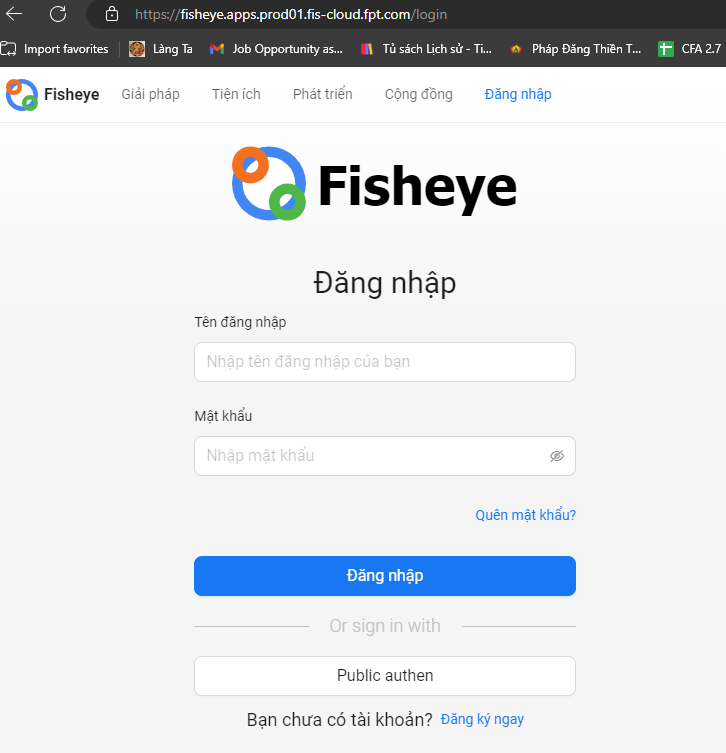 https://fisheye.apps.prod01.fis-cloud.fpt.com/login
Import favorites Làng Ta Job Opportunity as... Tủ sách Lịch sử - Ti... Pháp Đăng Thiền T... CFA 2.7
Fisheye Giải pháp Tiện ích Phát triển Cộng đồng Đăng nhập
Fisheye
Đăng nhập
Tên đăng nhập
Nhập tên đăng nhập của bạn
Mật khẩu
Nhập mật khẩu
Quên mật khẩu?
Đăng nhập
Or sign in with
Public authen
Bạn chưa có tài khoản? Đăng ký ngay